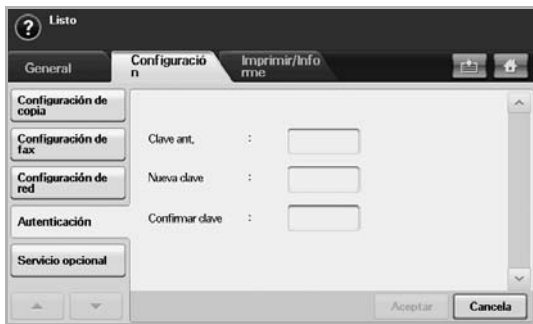 ? Listo
General
Configuració
n
Imprimir/Info
rme
Configuración de
copia
Configuración de
fax
Configuración de
red
Autenticación
Servicio opcional
Clave ant. :
Nueva clave :
Confirmar clave :
Aceptar
Cancela